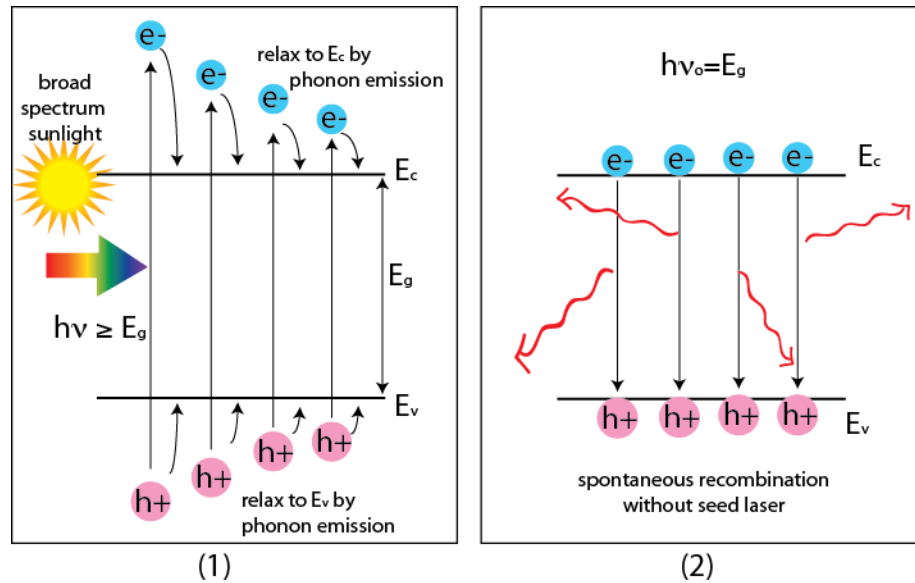 e-
e-
e-
e-
relax to Ec by
phonon emission
broad
spectrum
sunlight
Ec
Eg
hν ≥ Eg
Ev
h+
h+
h+
h+
relax to Ev by
phonon emission
(1)
hνo=Eg
e-
e-
e-
e-
Ec
h+
h+
h+
h+
Ev
spontaneous recombination
without seed laser
(2)